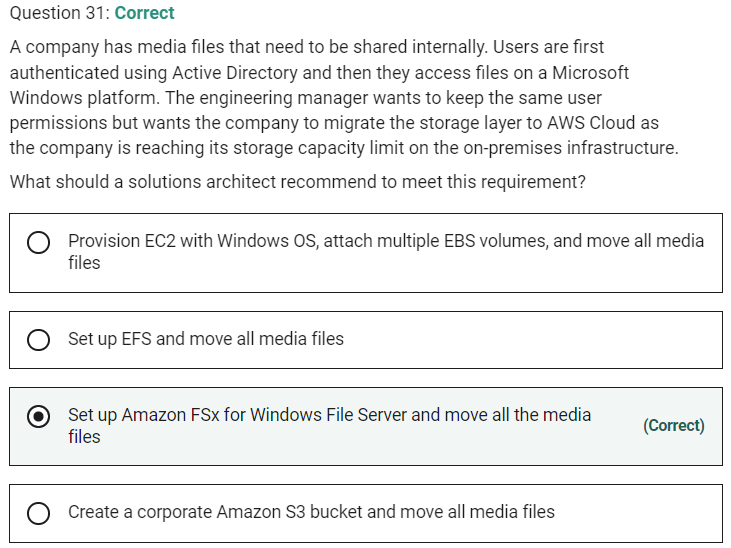 Question 31: Correct
A company has media files that need to be shared internally. Users are first
authenticated using Active Directory and then they access files on a Microsoft
Windows platform. The engineering manager wants to keep the same user
permissions but wants the company to migrate the storage layer to AWS Cloud as
the company is reaching its storage capacity limit on the on-premises infrastructure.
What should a solutions architect recommend to meet this requirement?
Provision EC2 with Windows OS, attach multiple EBS volumes, and move all media
files
Set up EFS and move all media files
Set up Amazon FSx for Windows File Server and move all the media
files
(Correct)
Create a corporate Amazon S3 bucket and move all media files